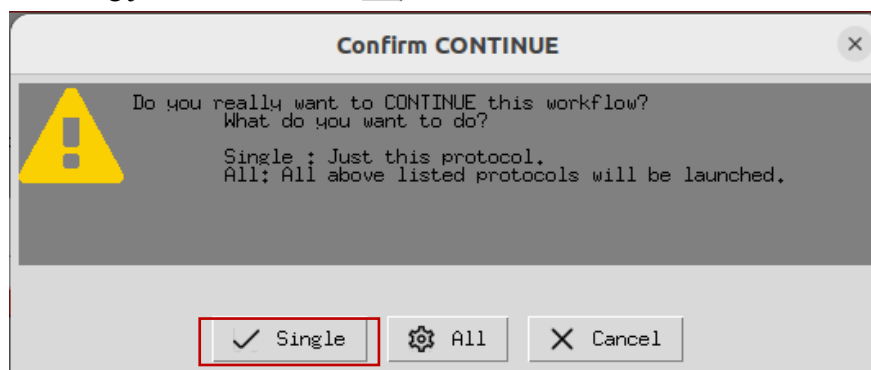 Confirm CONTINUE
Do you really want to CONTINUE this workflow?
What do you want to do?
Single : Just this protocol.
All: All above listed protocols will be launched.
Single
All
Cancel